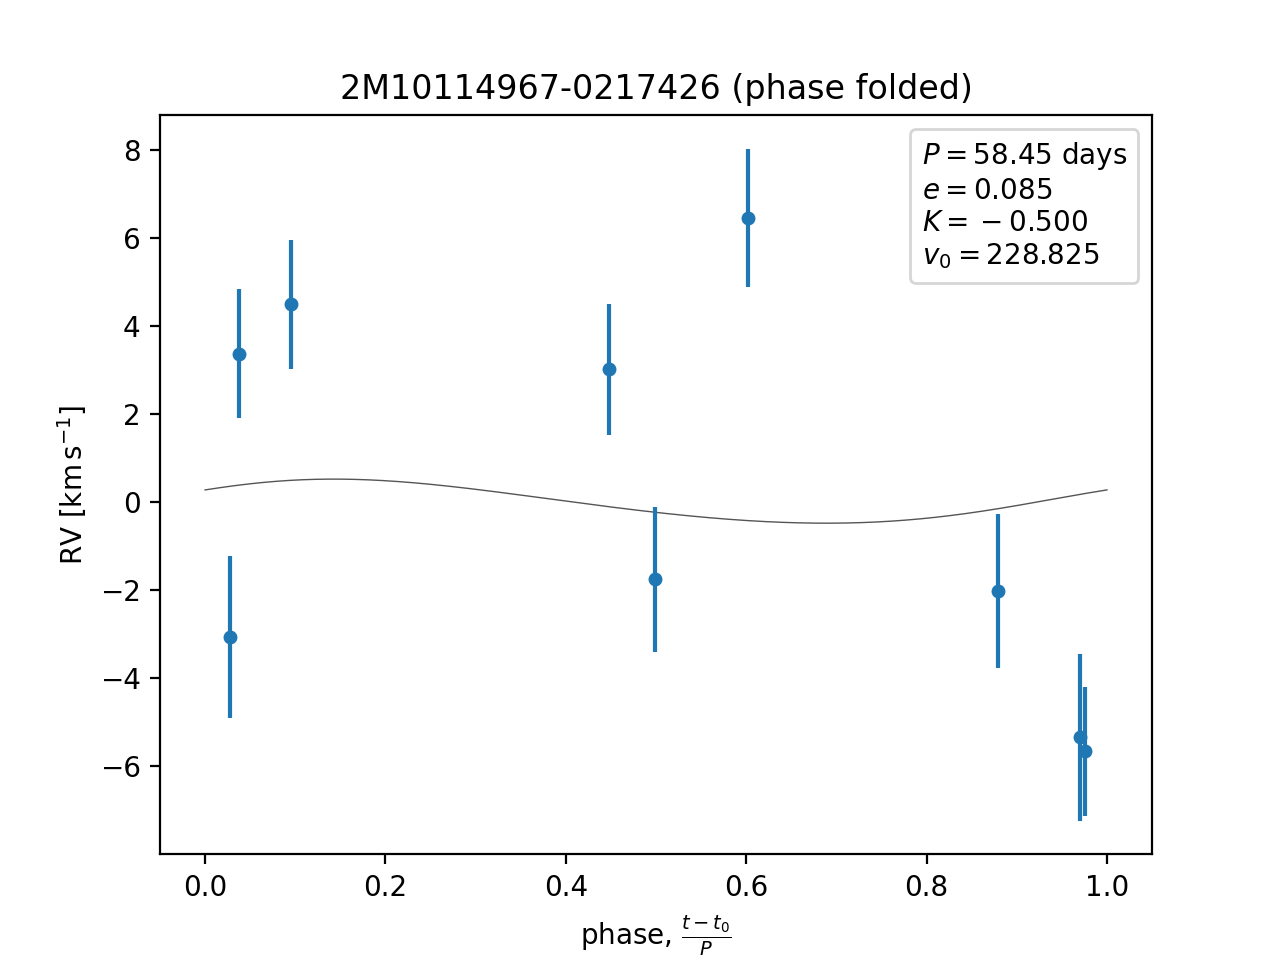 2M10114967-0217426 (phase folded)
P = 58.45 days
e = 0.085
K = −0.500
v₀ = 228.825
8
6
4
2
0
−2
−4
−6
RV [km s⁻¹]
0.0 0.2 0.4 0.6 0.8 1.0
phase, (t − t₀)/P